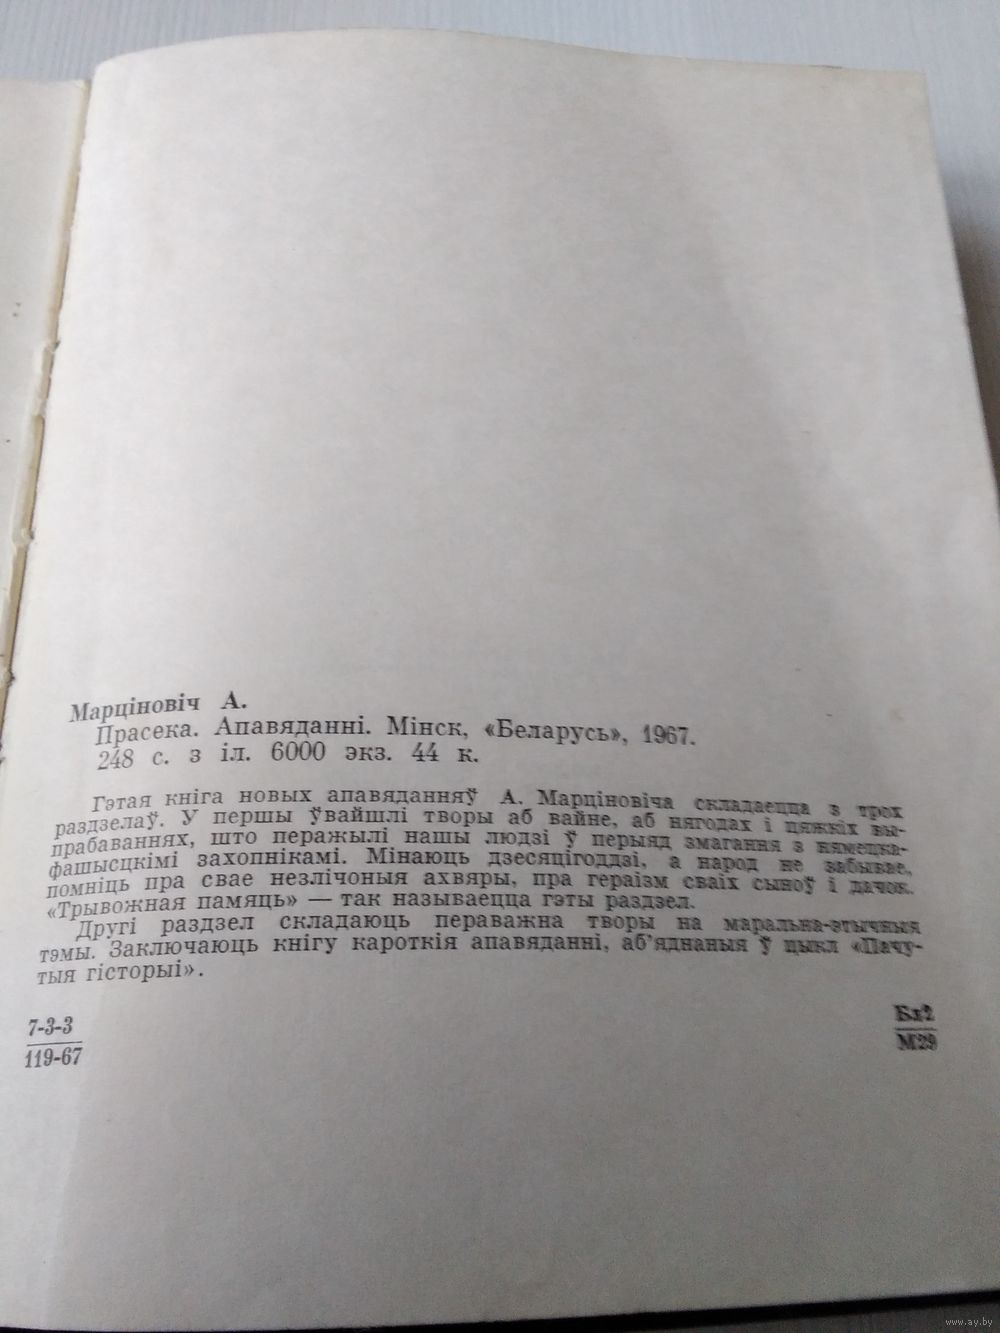 Марціновіч А.
Прасека. Апавяданні. Мінск, «Беларусь», 1967.
248 с. з іл. 6000 экз. 44 к.
Гэтая кніга новых апавяданняў А. Марціновіча складаецца з трох
раздзелаў. У першы ўвайшлі творы аб вайне, аб нягодах і цяжкіх вы-
прабаваннях, што перажылі нашы людзі ў перыяд змагання з нямецка-
фашысцкімі захопнікамі. Мінаюць дзесяцігоддзі, а народ не забывае,
помніць пра свае незлічоныя ахвяры, пра гераізм сваіх сыноў і дачок.
«Трывожная памяць» — так называецца гэты раздзел.
Другі раздзел складаюць пераважна творы на маральна-этычныя
тэмы. Заключаюць кнігу кароткія апавяданні, аб'яднаныя ў цыкл «Пачу-
тыя гісторыі».
7-3-3
119-67
Бл2
М29
www.ay.by